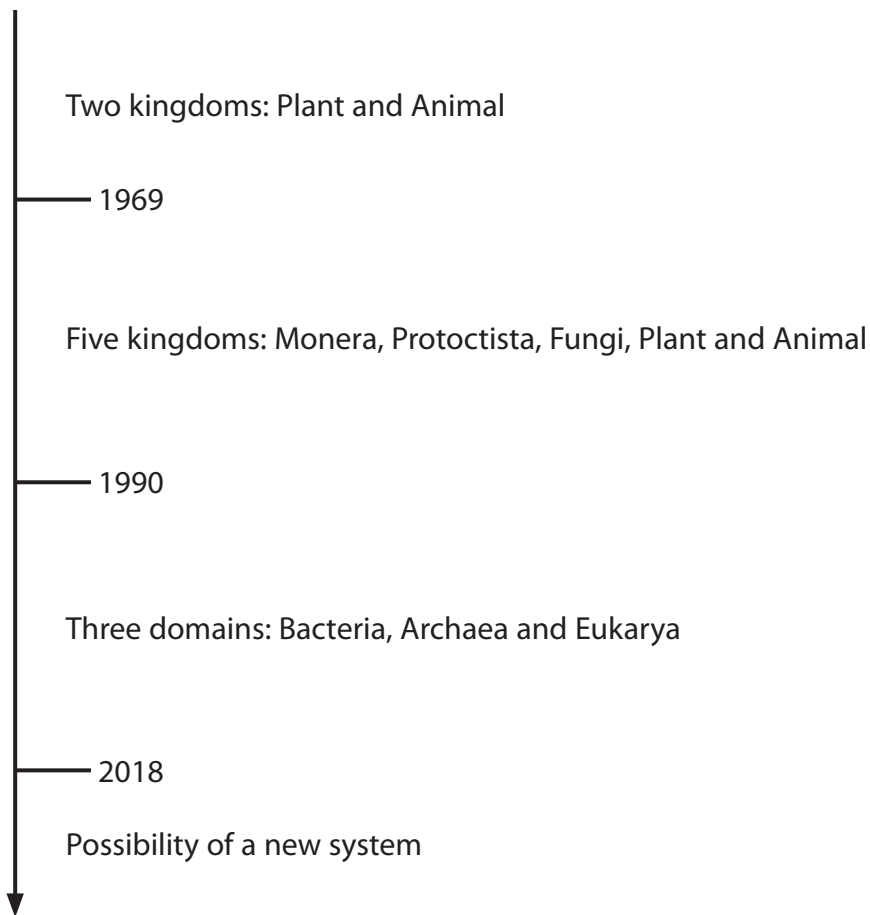 Two kingdoms: Plant and Animal
1969
Five kingdoms: Monera, Protoctista, Fungi, Plant and Animal
1990
Three domains: Bacteria, Archaea and Eukarya
2018
Possibility of a new system